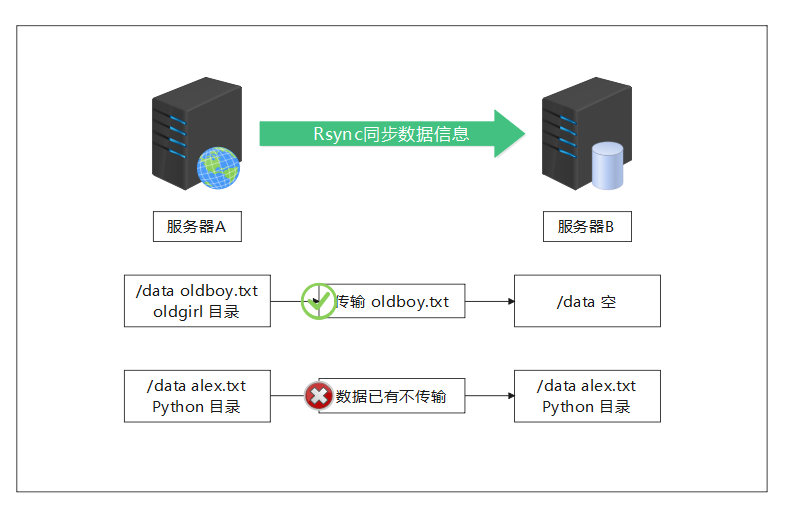 Rsync同步数据信息
服务器A
服务器B
/data oldboy.txt
oldgirl 目录
传输 oldboy.txt
/data 空
/data alex.txt
Python 目录
数据已有不传输
/data alex.txt
Python 目录